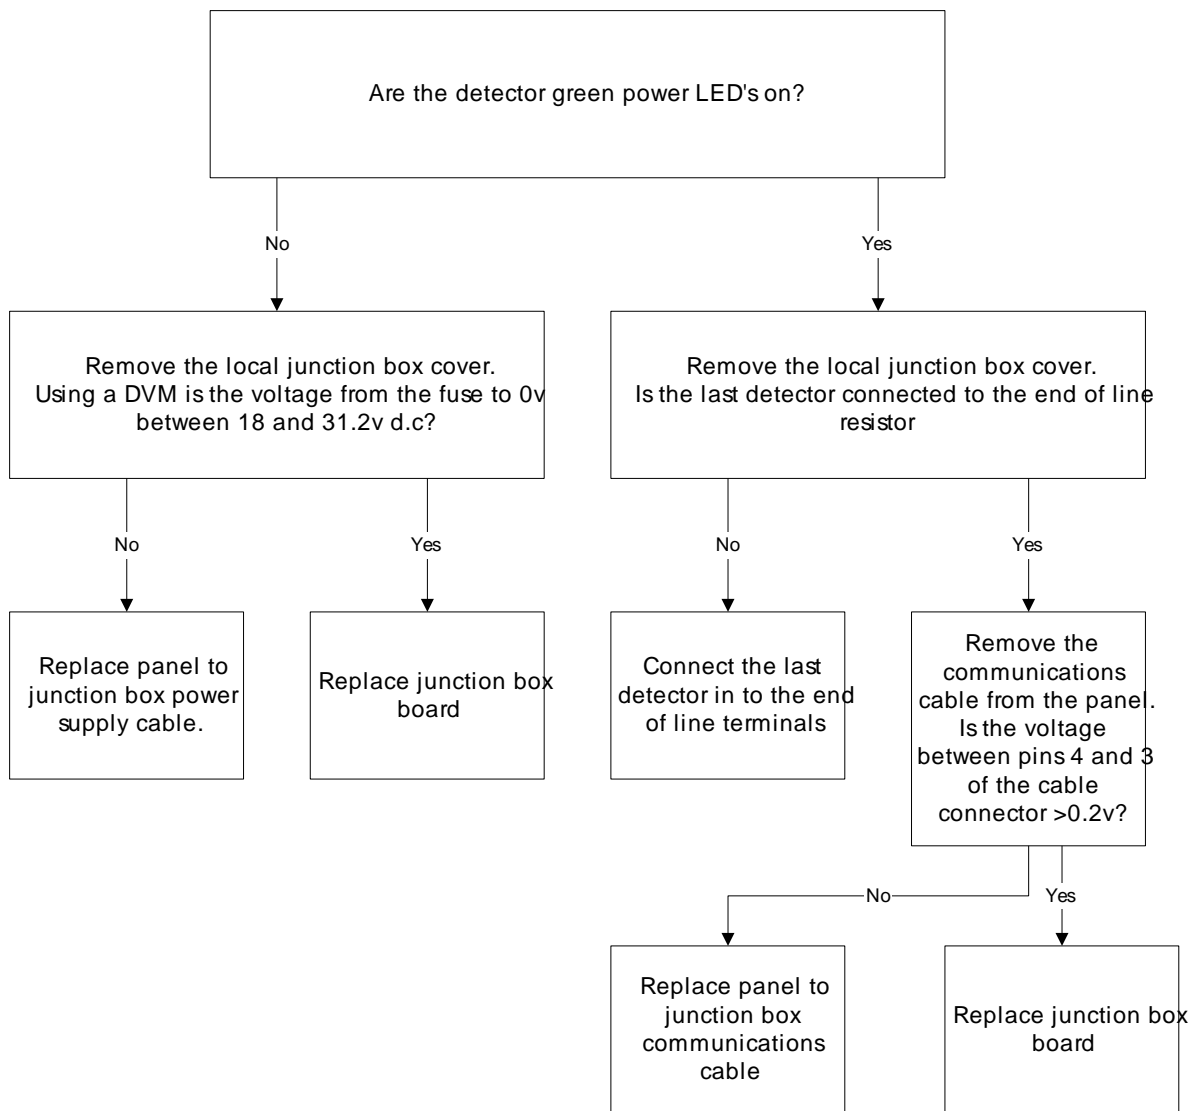 Are the detector green power LED's on?
No
Yes
Remove the local junction box cover.
Using a DVM is the voltage from the fuse to 0v
between 18 and 31.2v d.c?
Remove the local junction box cover.
Is the last detector connected to the end of line
resistor
No
Yes
No
Yes
Replace panel to
junction box power
supply cable.
Replace junction box
board
Connect the last
detector in to the end
of line terminals
Remove the
communications
cable from the panel.
Is the voltage
between pins 4 and 3
of the cable
connector >0.2v?
No
Yes
Replace panel to
junction box
communications
cable
Replace junction box
board